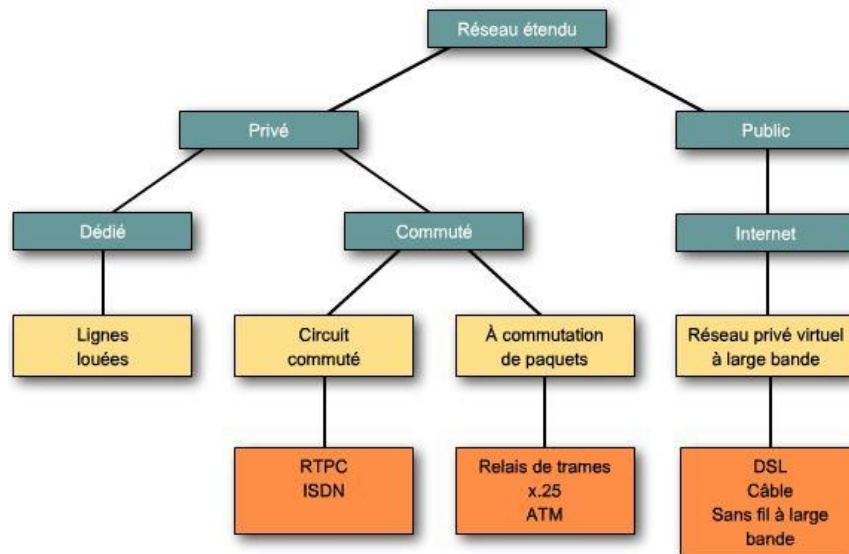 Réseau étendu
Privé
Public
Dédié
Commuté
Internet
Lignes
louées
Circuit
commuté
À commutation
de paquets
Réseau privé virtuel
à large bande
RTPC
ISDN
Relais de trames
x.25
ATM
DSL
Câble
Sans fil à large
bande